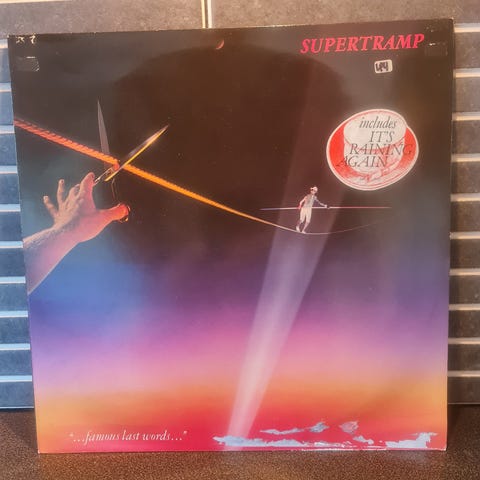 SUPERTRAMP
includes
IT'S
RAINING
AGAIN
"...famous last words..."